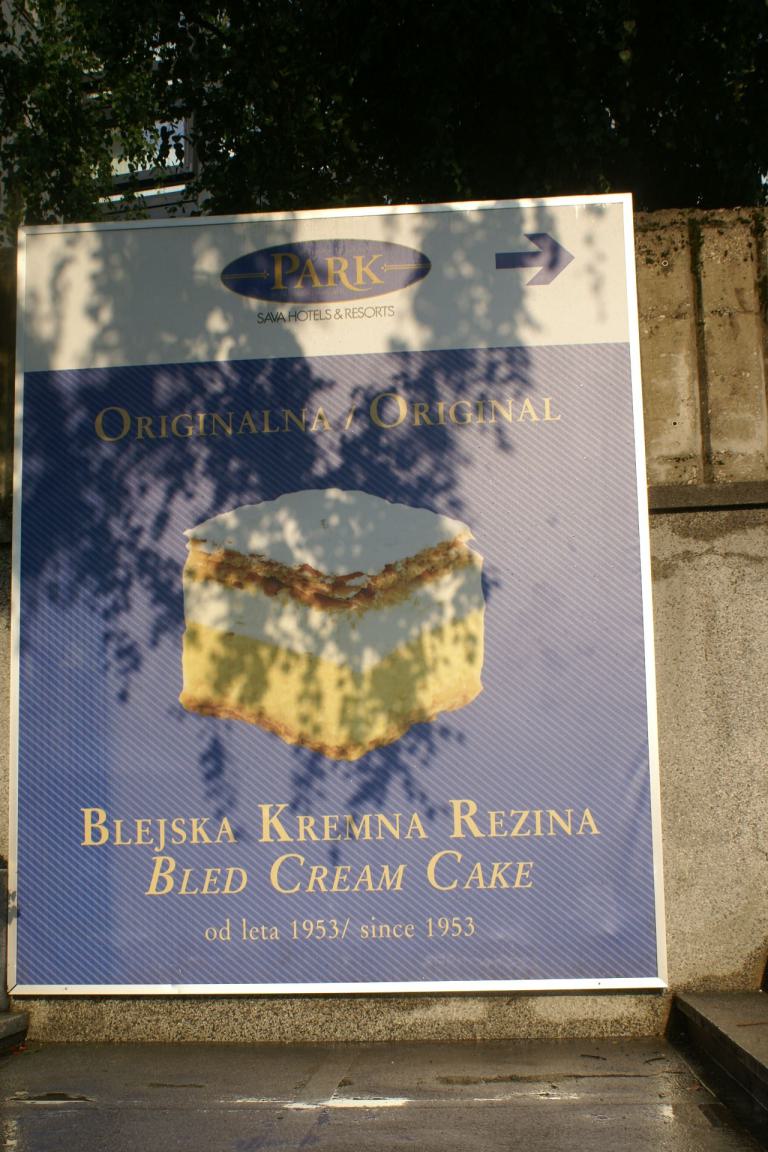 PARK
SAVA HOTELS & RESORTS
ORIGINALNA / ORIGINAL
BLEJSKA KREMNA REZINA
BLED CREAM CAKE
od leta 1953/ since 1953